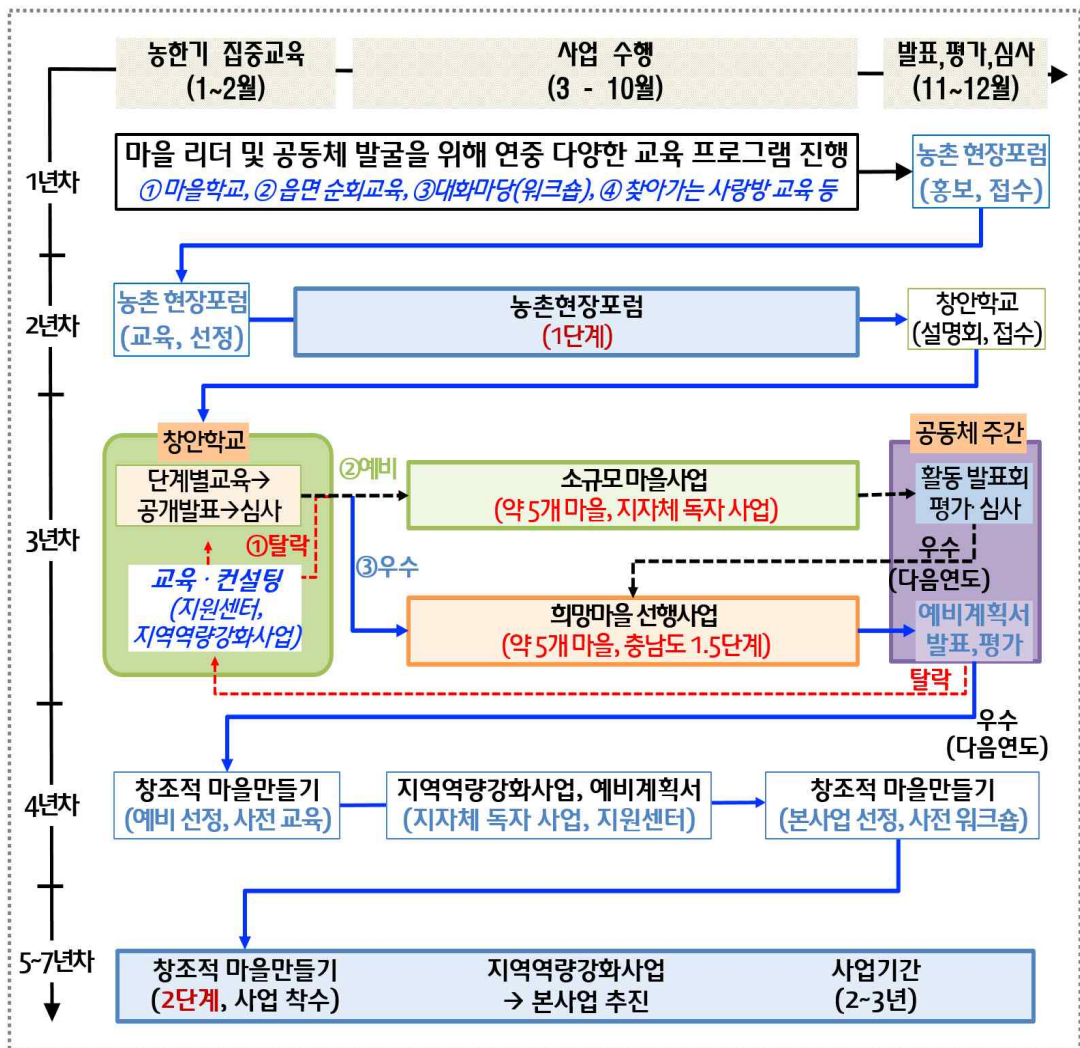 농한기 집중교육
(1~2월)
사업 수행
(3 - 10월)
발표,평가,심사
(11~12월)
1년차
마을 리더 및 공동체 발굴을 위해 연중 다양한 교육 프로그램 진행
① 마을학교, ② 읍면 순회교육, ③대화마당(워크숍), ④ 찾아가는 사랑방 교육 등
농촌 현장포럼
(홍보, 접수)
2년차
농촌 현장포럼
(교육, 선정)
농촌현장포럼
(1단계)
창안학교
(설명회, 접수)
3년차
창안학교
단계별교육→
공개발표→심사
①탈락
교육·컨설팅
(지원센터,
지역역량강화사업)
②예비
③우수
소규모 마을사업
(약 5개 마을, 지자체 독자 사업)
희망마을 선행사업
(약 5개 마을, 충남도 1.5단계)
공동체 주간
활동 발표회
평가·심사
우수
(다음연도)
예비계획서
발표,평가
탈락
우수
(다음연도)
4년차
창조적 마을만들기
(예비 선정, 사전 교육)
지역역량강화사업, 예비계획서
(지자체 독자 사업, 지원센터)
창조적 마을만들기
(본사업 선정, 사전 워크숍)
5~7년차
창조적 마을만들기
(2단계, 사업 착수)
지역역량강화사업
→ 본사업 추진
사업기간
(2~3년)